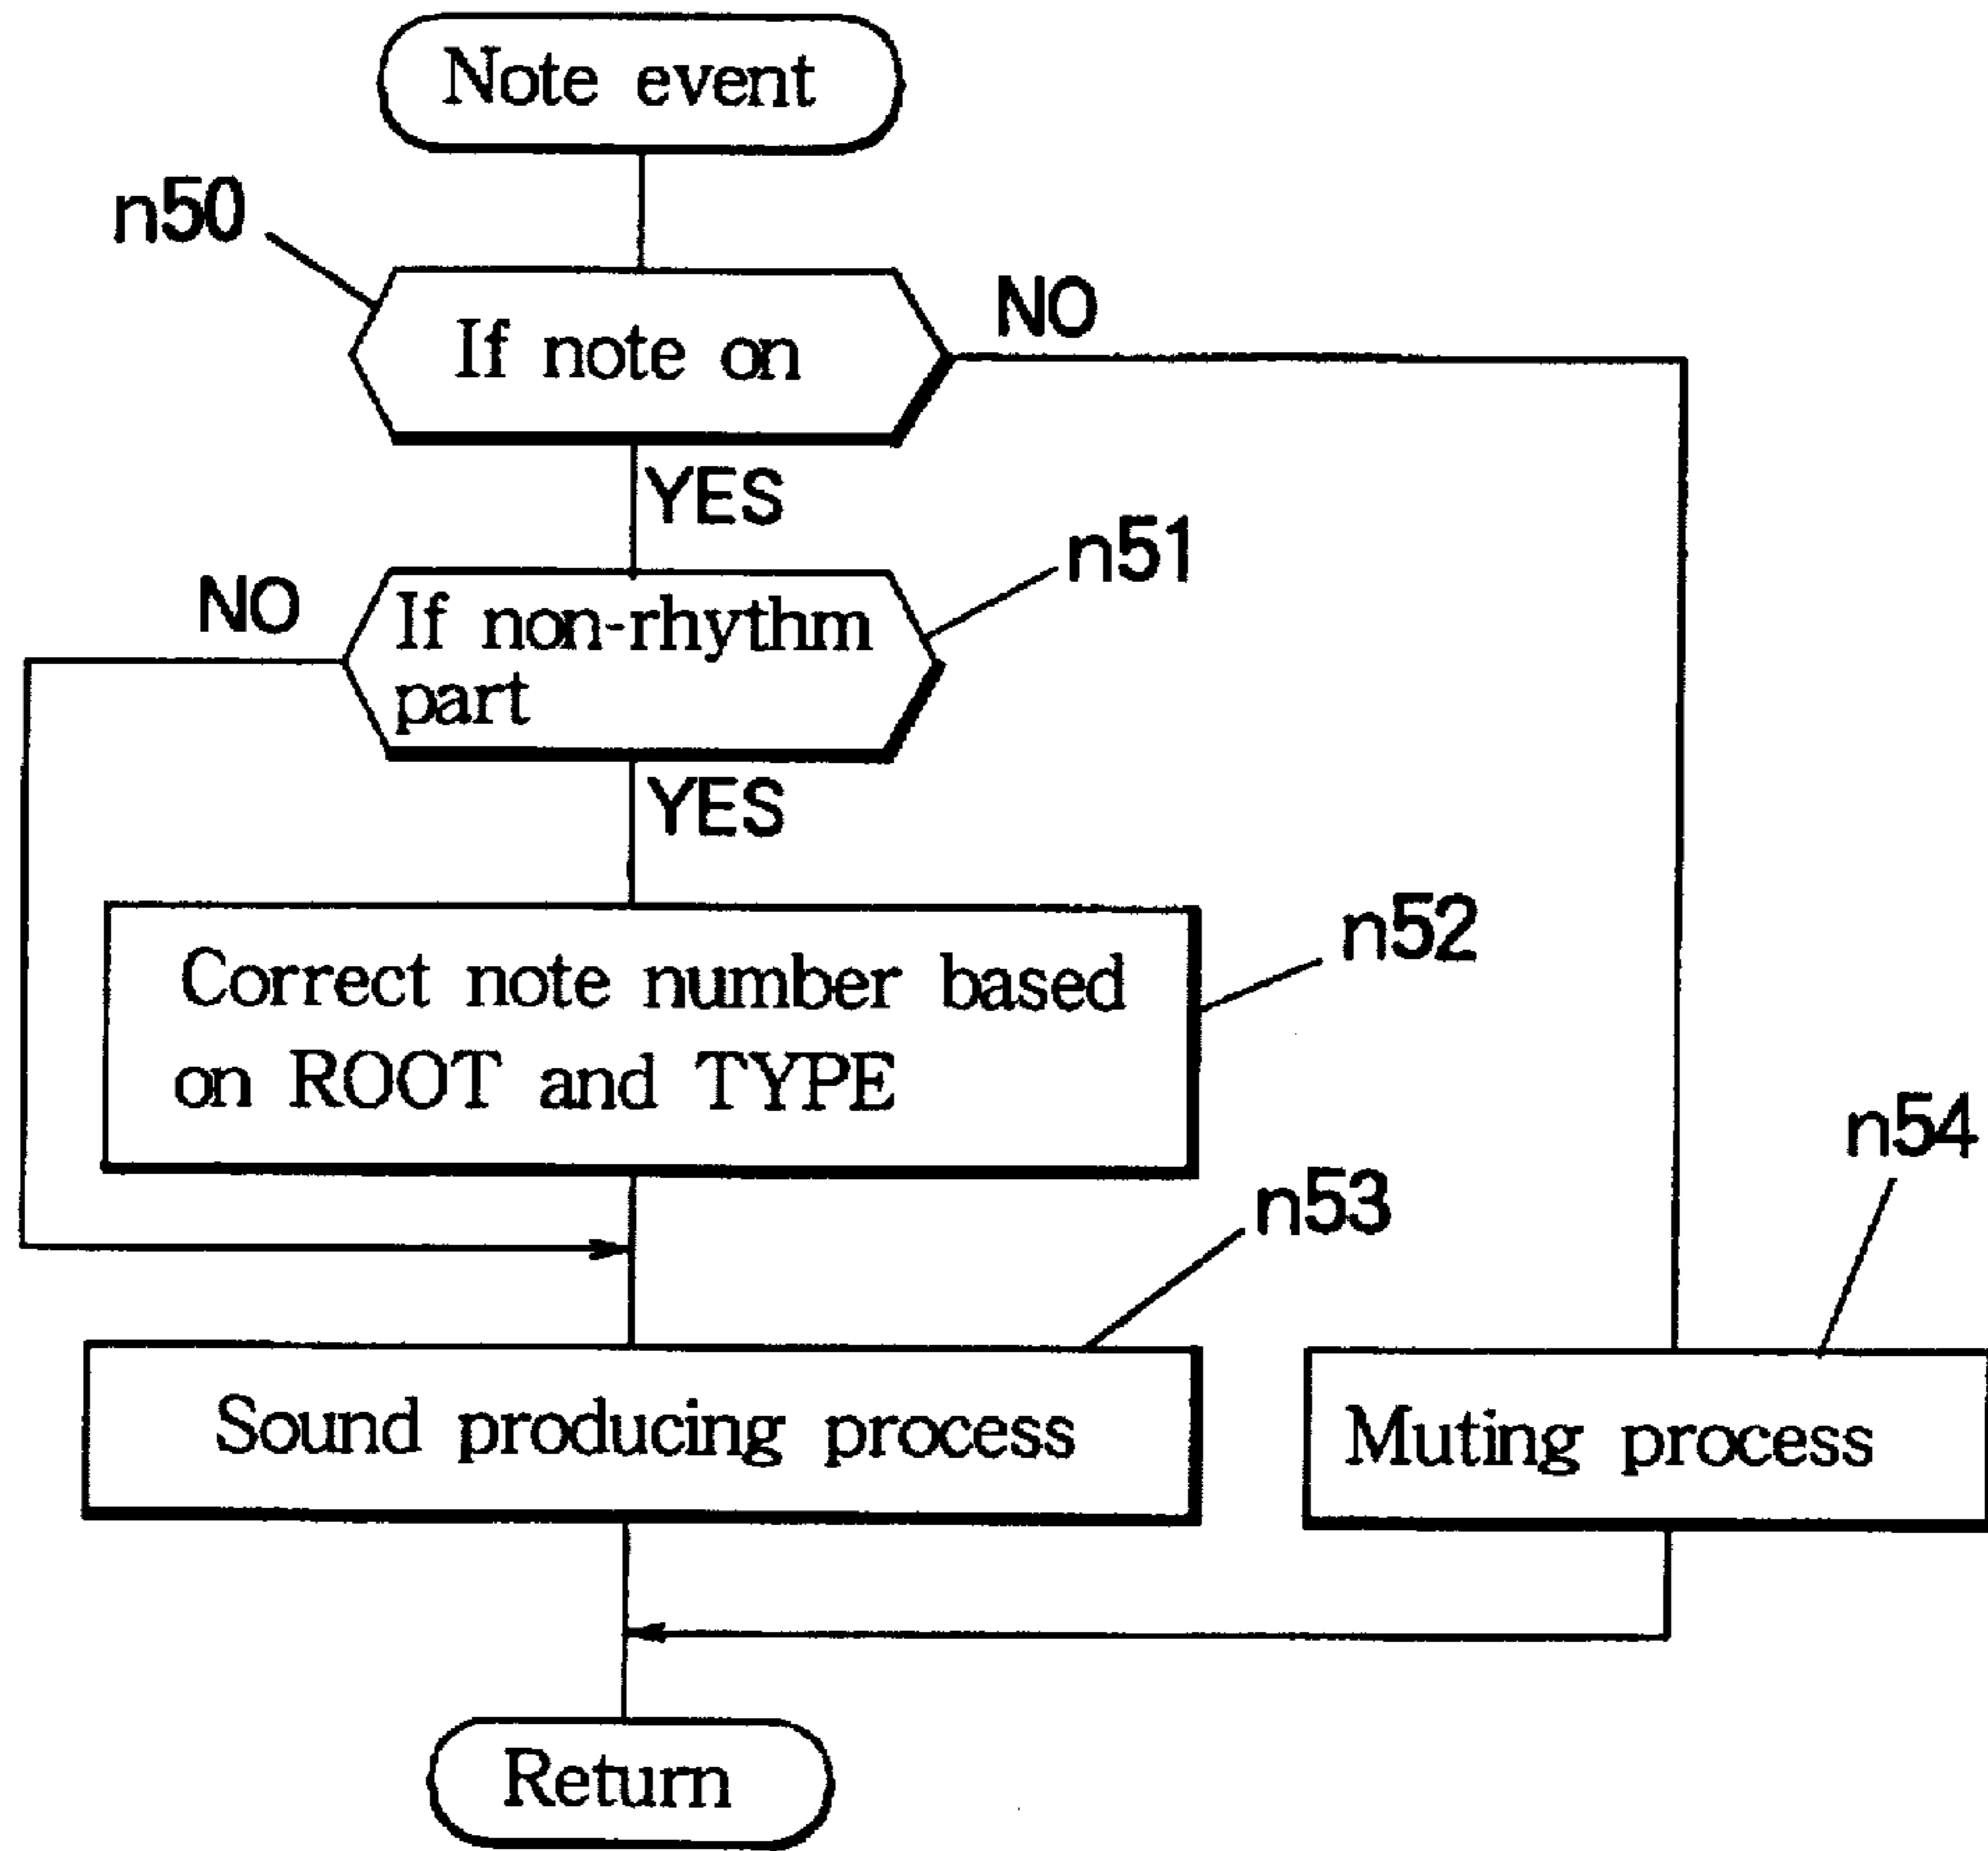 Note event
n50
If note on
NO
YES
n51
NO
If non-rhythm
part
YES
n52
Correct note number based
on ROOT and TYPE
n54
n53
Sound producing process
Muting process
Return